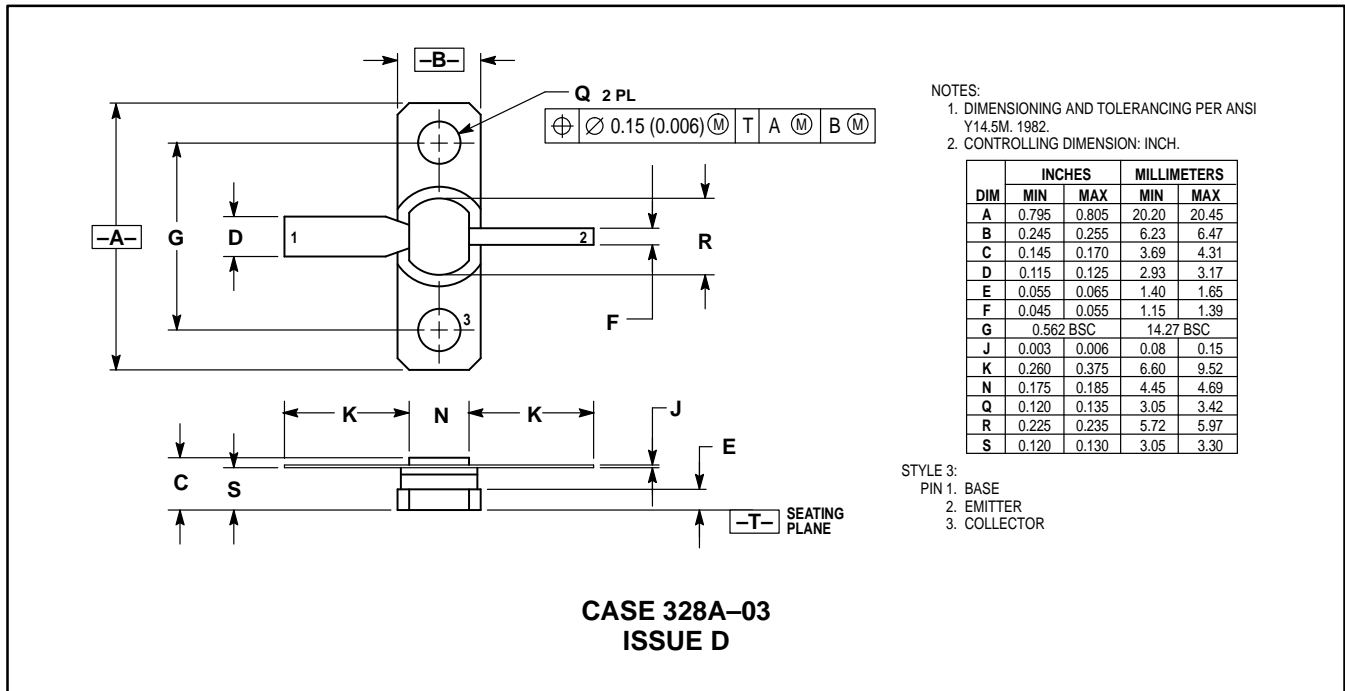 –B–
Q 2 PL
⌖ ∅ 0.15 (0.006) Ⓜ T A Ⓜ B Ⓜ
–A–
G
D
1
2
R
F
3
K
N
K
J
E
C
S
–T– SEATING
PLANE
NOTES:
1. DIMENSIONING AND TOLERANCING PER ANSI
Y14.5M. 1982.
2. CONTROLLING DIMENSION: INCH.
INCHES MILLIMETERS
DIM MIN MAX MIN MAX
A 0.795 0.805 20.20 20.45
B 0.245 0.255 6.23 6.47
C 0.145 0.170 3.69 4.31
D 0.115 0.125 2.93 3.17
E 0.055 0.065 1.40 1.65
F 0.045 0.055 1.15 1.39
G 0.562 BSC 14.27 BSC
J 0.003 0.006 0.08 0.15
K 0.260 0.375 6.60 9.52
N 0.175 0.185 4.45 4.69
Q 0.120 0.135 3.05 3.42
R 0.225 0.235 5.72 5.97
S 0.120 0.130 3.05 3.30
STYLE 3:
PIN 1. BASE
2. EMITTER
3. COLLECTOR
CASE 328A–03
ISSUE D